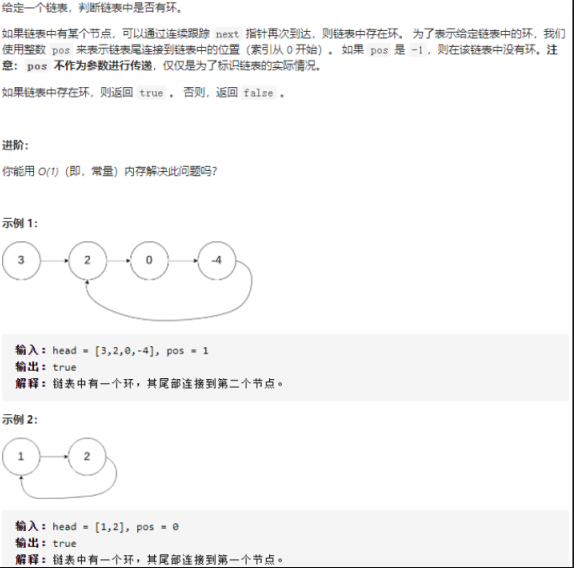 给定一个链表，判断链表中是否有环。
如果链表中有某个节点，可以通过连续跟踪 next 指针再次到达，则链表中存在环。 为了表示给定链表中的环，我们
使用整数 pos 来表示链表尾连接到链表中的位置（索引从 0 开始）。 如果 pos 是 -1，则在该链表中没有环。注
意：pos 不作为参数进行传递，仅仅是为了标识链表的实际情况。
如果链表中存在环，则返回 true 。 否则，返回 false 。
进阶：
你能用 O(1)（即，常量）内存解决此问题吗？
示例 1：
3 2 0 -4
输入：head = [3,2,0,-4], pos = 1
输出：true
解释：链表中有一个环，其尾部连接到第二个节点。
示例 2：
1 2
输入：head = [1,2], pos = 0
输出：true
解释：链表中有一个环，其尾部连接到第一个节点。